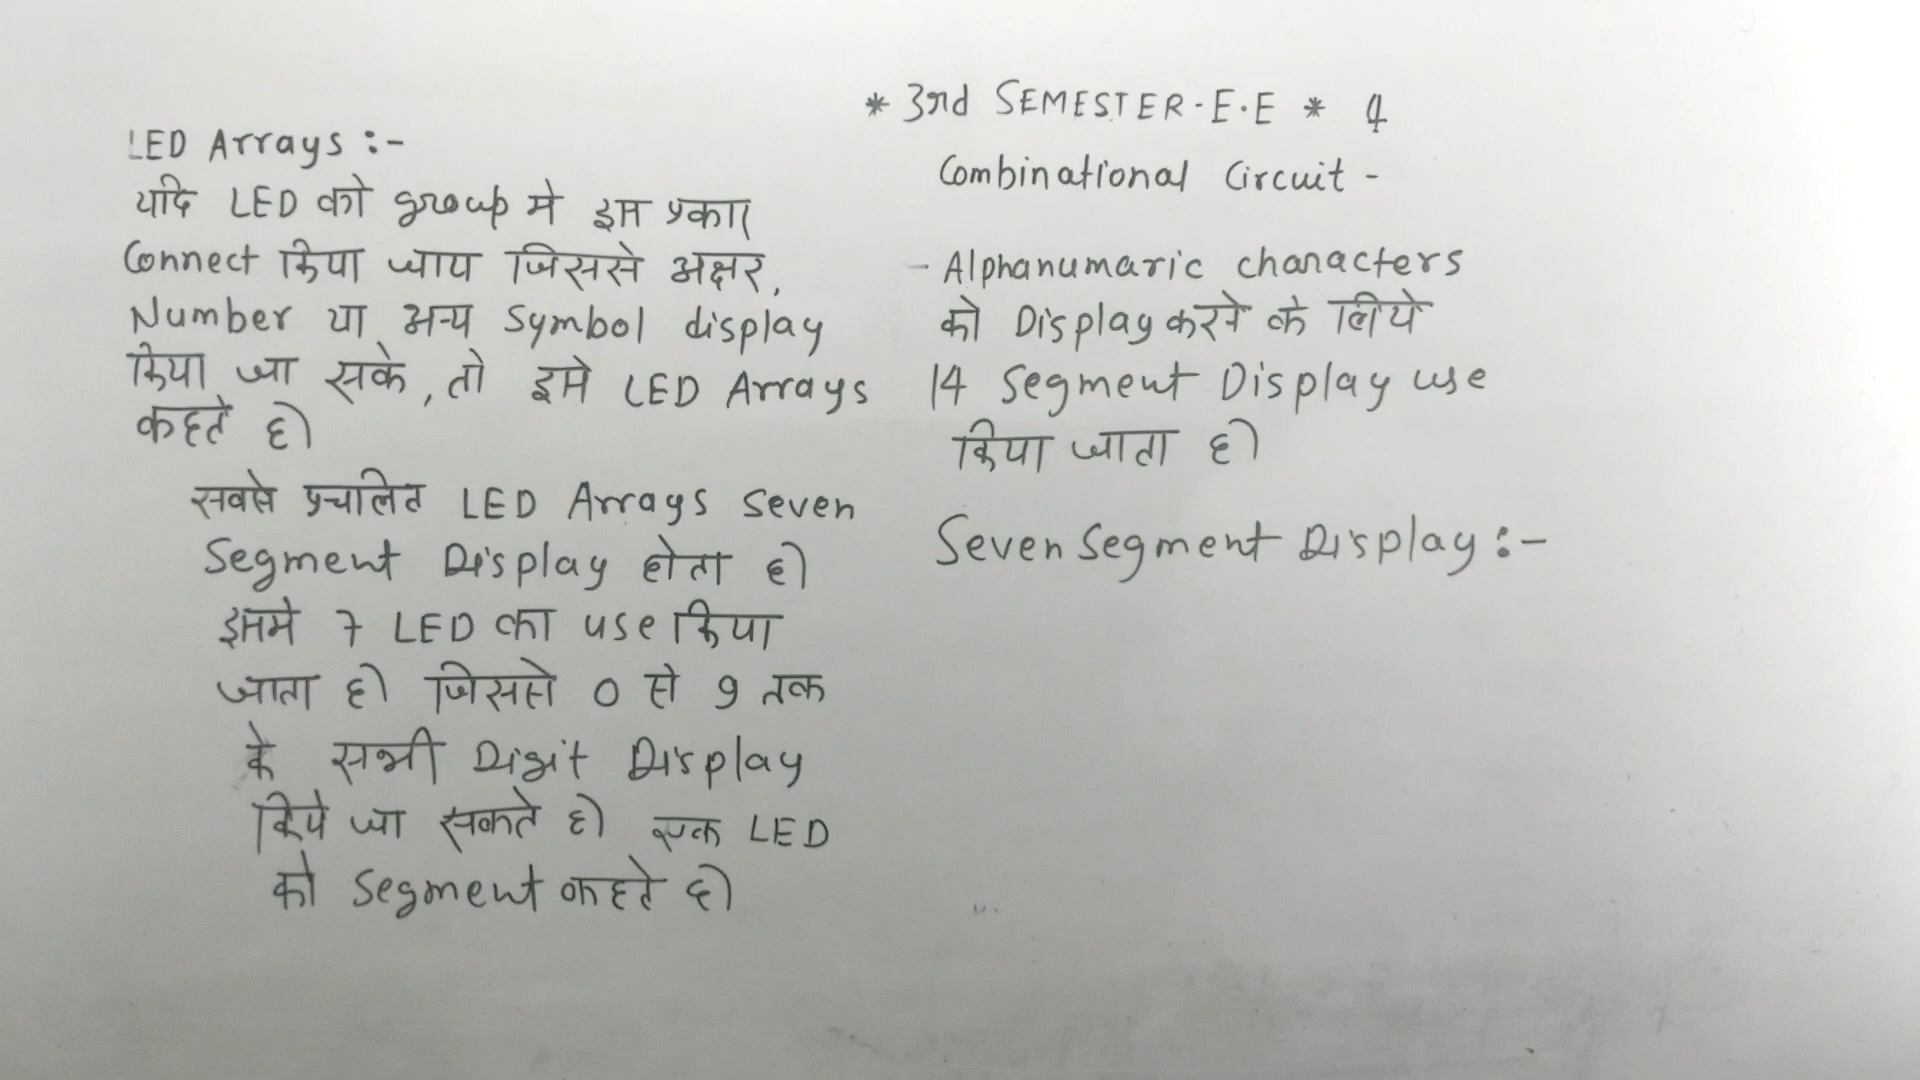 * 3rd SEMESTER-E.E * 4
Combinational Circuit -
LED Arrays :-
यदि LED को group मे इस प्रकार
Connect किया जाय जिससे अक्षर,
Number या अन्य Symbol display
किया जा सके, तो इसे LED Arrays
कहते है।
सबसे प्रचलित LED Arrays Seven
Segment Display होता है।
इसमे 7 LED का use किया
जाता है। जिससे 0 से 9 तक
के सभी Digit Display
किये जा सकते है। एक LED
को Segment कहते है।
- Alphanumaric characters
को Display करने के लिये
14 Segment Display use
किया जाता है।
Seven Segment Display :-